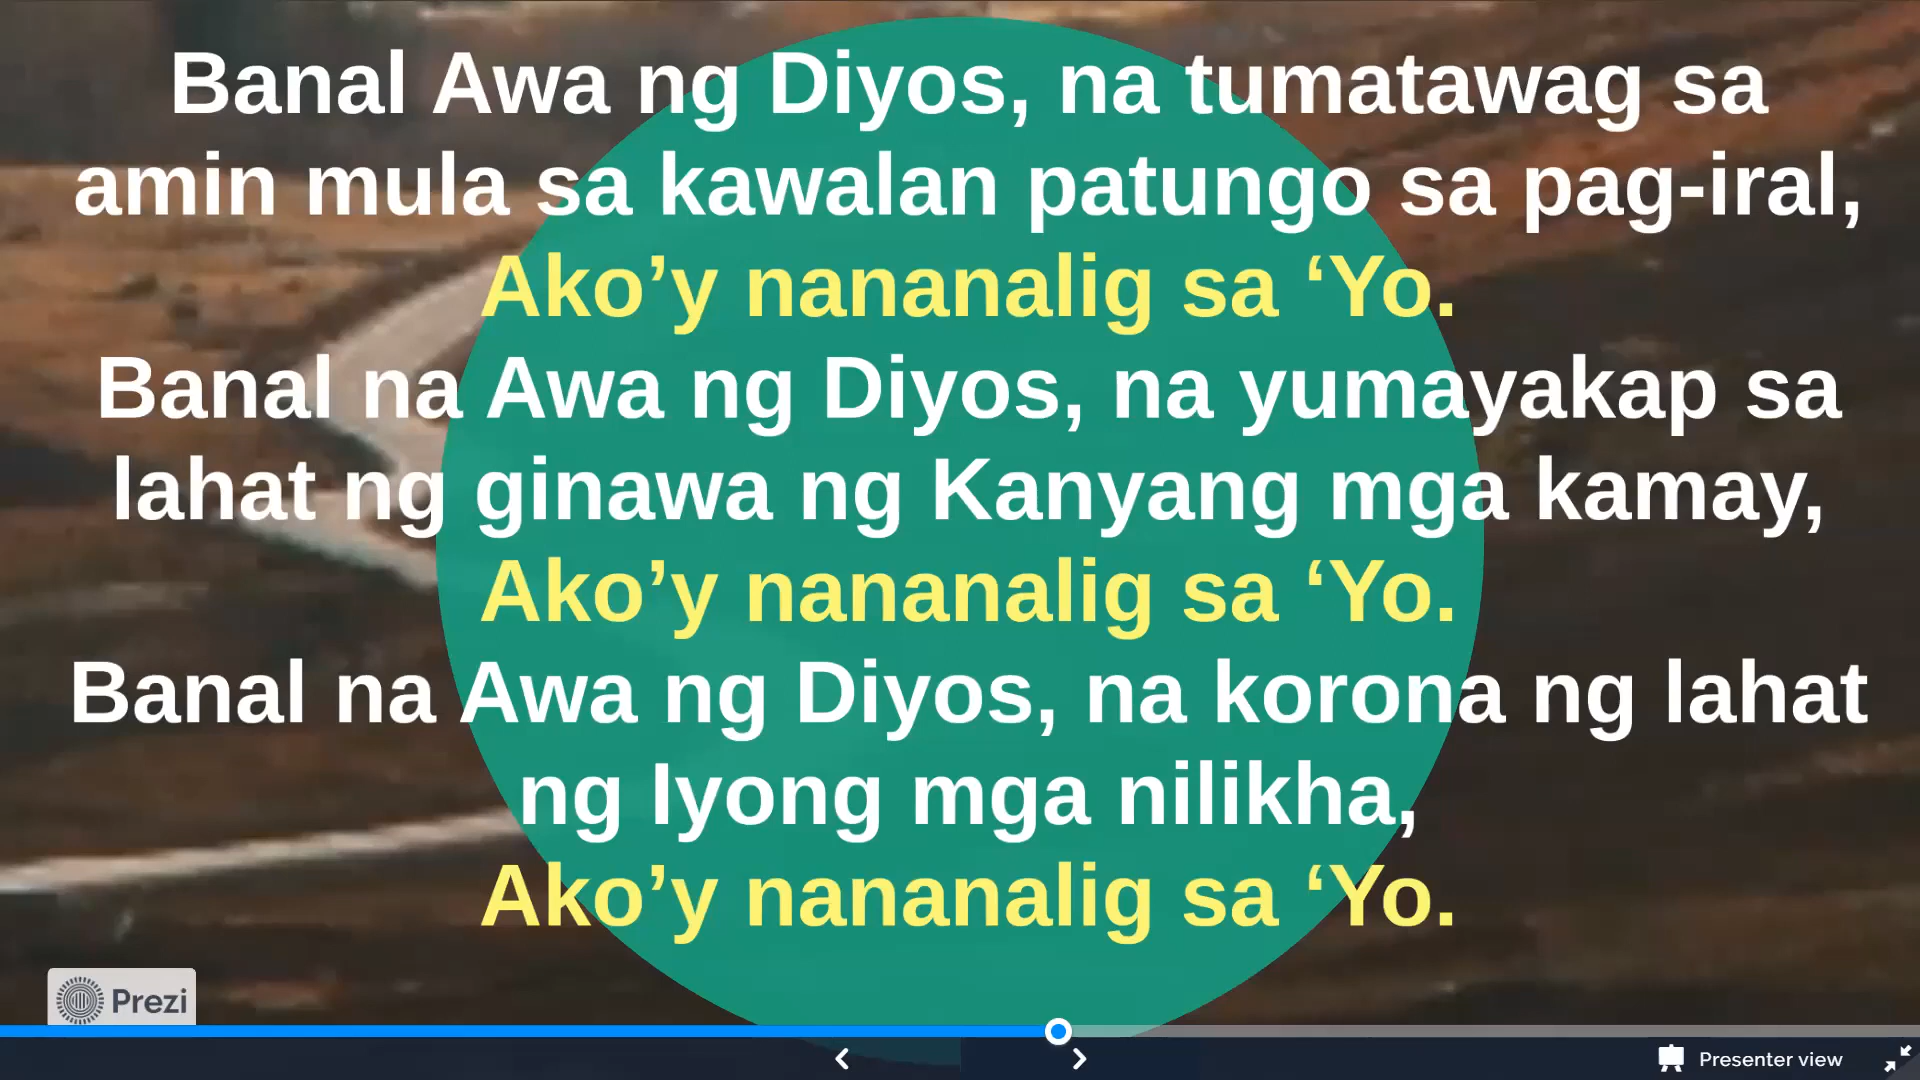 Banal Awa ng Diyos, na tumatawag sa
amin mula sa kawalan patungo sa pag-iral,
Ako’y nananalig sa ‘Yo.
Banal na Awa ng Diyos, na yumayakap sa
lahat ng ginawa ng Kanyang mga kamay,
Ako’y nananalig sa ‘Yo.
Banal na Awa ng Diyos, na korona ng lahat
ng Iyong mga nilikha,
Ako’y nananalig sa ‘Yo.
Prezi
Presenter view